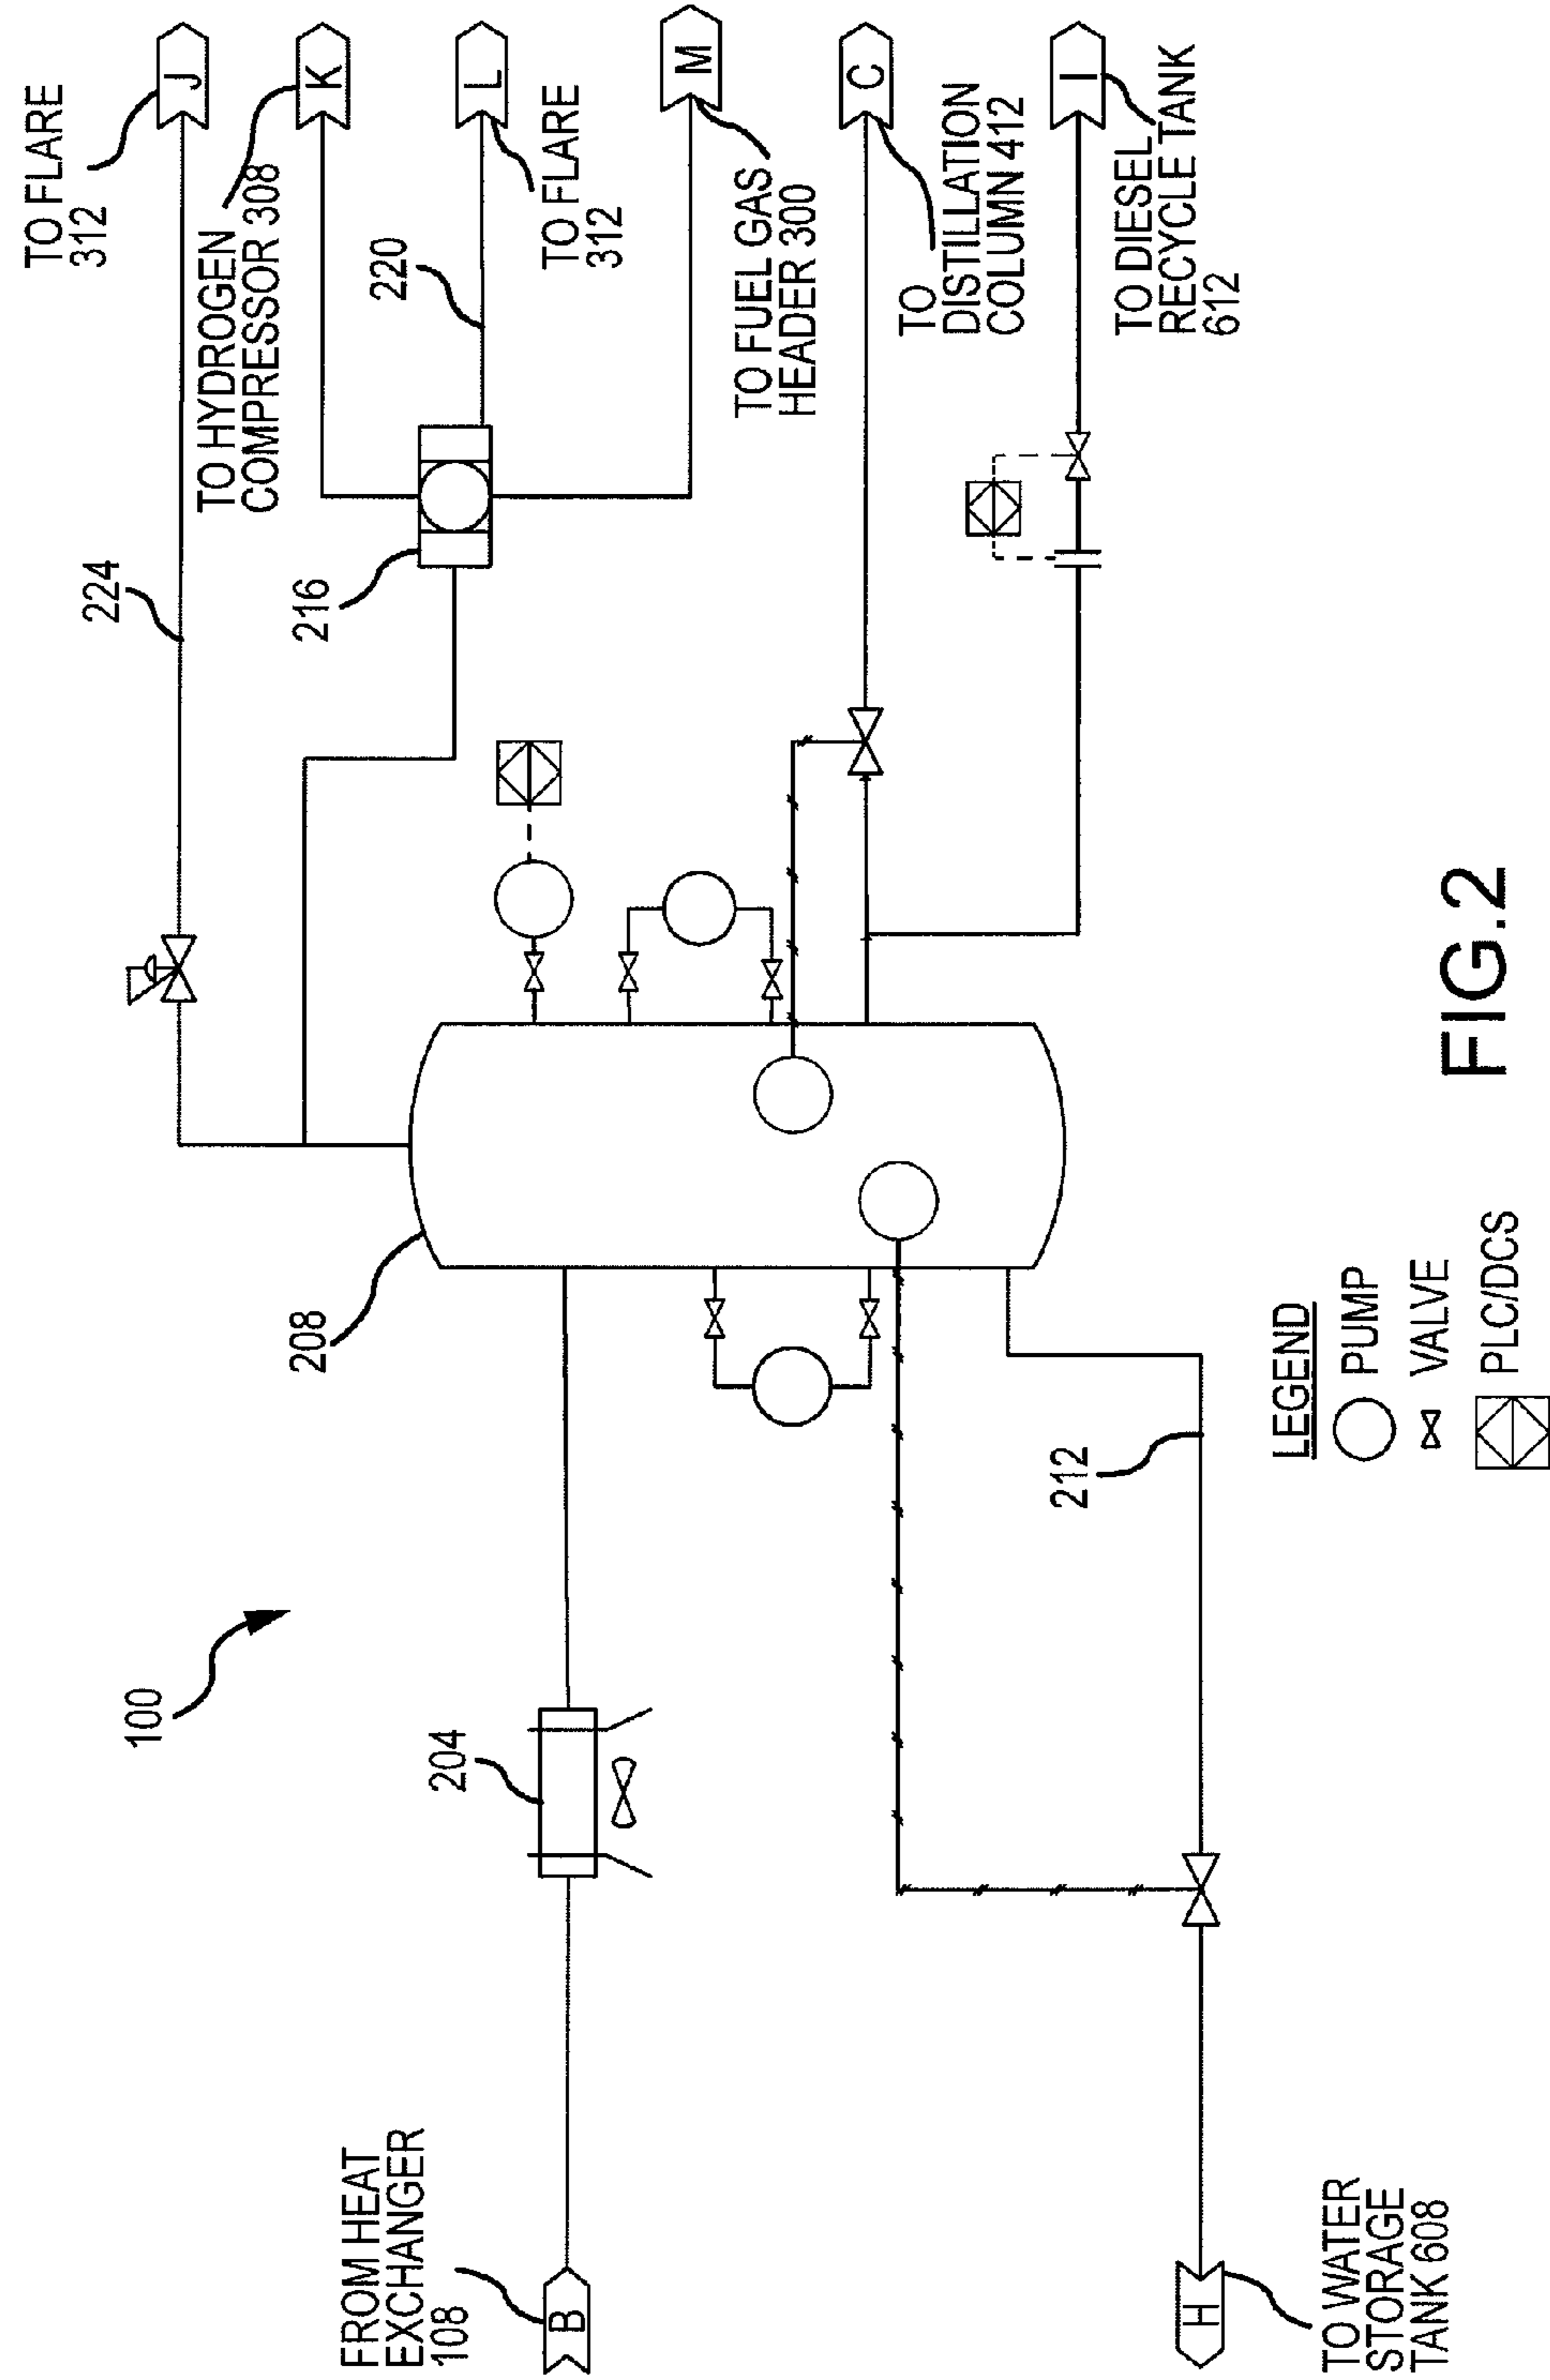 TO FLARE
312
J
TO HYDROGEN
COMPRESSOR 308
K
220
L
TO FLARE
312
M
TO FUEL GAS
HEADER 300
C
TO
DISTILLATION
COLUMN 412
I
TO DIESEL
RECYCLE TANK
612
224
216
208
100
204
212
FROM HEAT
EXCHANGER
108
B
H
TO WATER
STORAGE
TANK 608
LEGEND
PUMP
VALVE
PLC/DCS
FIG.2